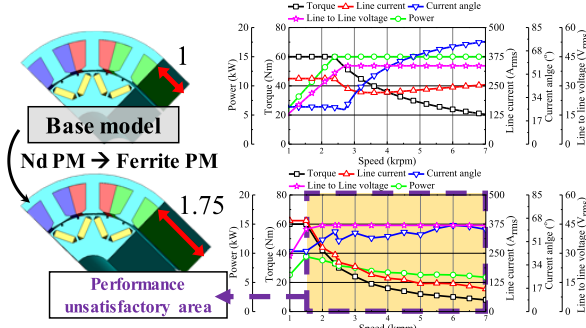 1
Base model
Nd PM → Ferrite PM
1.75
Performance
unsatisfactory area
Torque Line current Current angle
Line to Line voltage Power
Power (kW)
20
15
10
5
0
Torque (Nm)
80
60
40
20
0
Line current (Arms)
500
375
250
125
0
Current anlge (°)
85
68
51
34
17
0
Line to line voltage (Vrms)
60
45
30
15
0
1 2 3 4 5 6 7
Speed (krpm)
Torque Line current Current angle
Line to Line voltage Power
Power (kW)
20
15
10
5
0
Torque (Nm)
80
60
40
20
0
Line current (Arms)
500
375
250
125
0
Current anlge (°)
85
68
51
34
17
0
Line to line voltage (Vrms)
60
45
30
15
0
1 2 3 4 5 6 7
Speed (krpm)